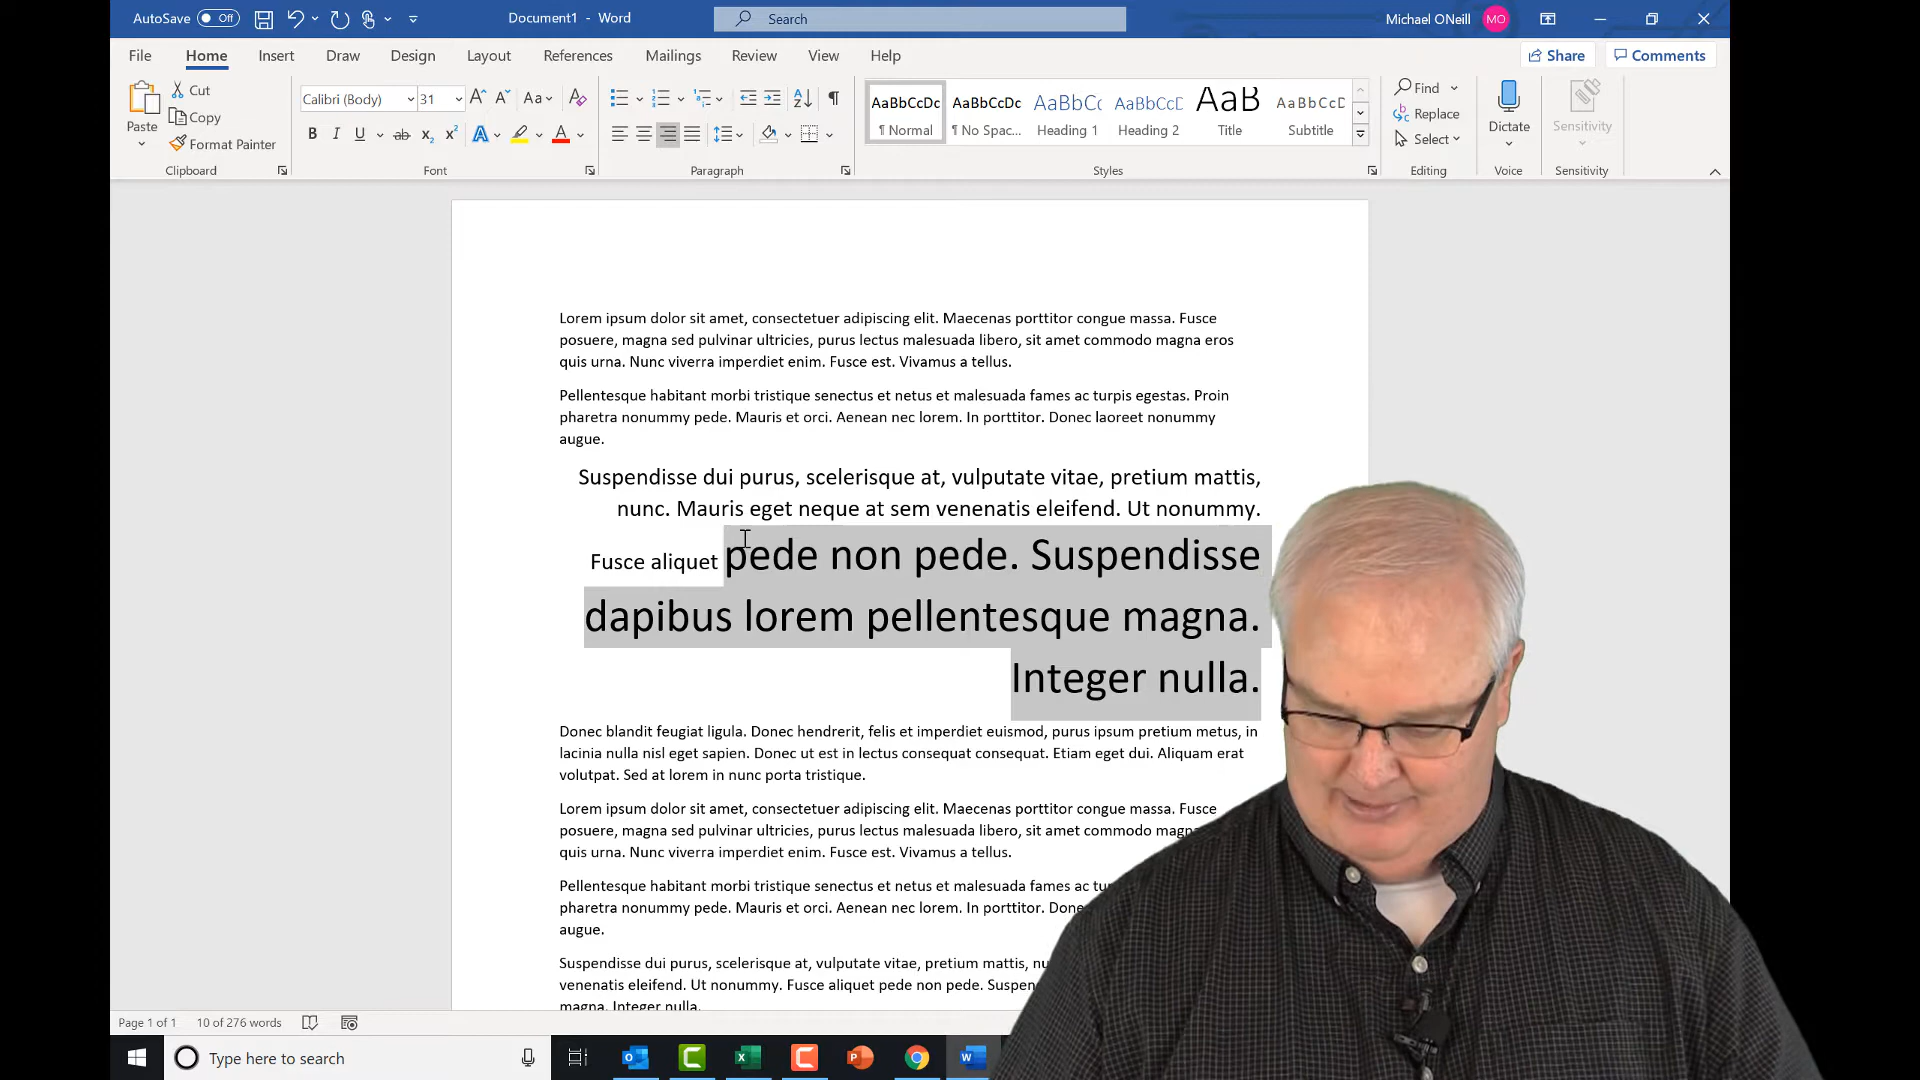 AutoSave Off Document1 - Word Search Michael ONeill MO
File Home Insert Draw Design Layout References Mailings Review View Help Share Comments
Paste
Cut
Copy
Format Painter
Clipboard
Calibri (Body) 31
Font
Paragraph
AaBbCcDc
¶ Normal
AaBbCcDc
¶ No Spac...
AaBbC
Heading 1
AaBbCcD
Heading 2
AaB
Title
AaBbCcD
Subtitle
Styles
Find
Replace
Select
Editing
Dictate
Voice
Sensitivity
Sensitivity
Lorem ipsum dolor sit amet, consectetuer adipiscing elit. Maecenas porttitor congue massa. Fusce
posuere, magna sed pulvinar ultricies, purus lectus malesuada libero, sit amet commodo magna eros
quis urna. Nunc viverra imperdiet enim. Fusce est. Vivamus a tellus.
Pellentesque habitant morbi tristique senectus et netus et malesuada fames ac turpis egestas. Proin
pharetra nonummy pede. Mauris et orci. Aenean nec lorem. In porttitor. Donec laoreet nonummy
augue.
Suspendisse dui purus, scelerisque at, vulputate vitae, pretium mattis,
nunc. Mauris eget neque at sem venenatis eleifend. Ut nonummy.
Fusce aliquet pede non pede. Suspendisse
dapibus lorem pellentesque magna.
Integer nulla.
Donec blandit feugiat ligula. Donec hendrerit, felis et imperdiet euismod, purus ipsum pretium metus, in
lacinia nulla nisl eget sapien. Donec ut est in lectus consequat consequat. Etiam eget dui. Aliquam erat
volutpat. Sed at lorem in nunc porta tristique.
Lorem ipsum dolor sit amet, consectetuer adipiscing elit. Maecenas porttitor congue massa. Fusce
posuere, magna sed pulvinar ultricies, purus lectus malesuada libero, sit amet commodo magna
quis urna. Nunc viverra imperdiet enim. Fusce est. Vivamus a tellus.
Pellentesque habitant morbi tristique senectus et netus et malesuada fames ac
pharetra nonummy pede. Mauris et orci. Aenean nec lorem. In porttitor.
augue.
Suspendisse dui purus, scelerisque at, vulputate vitae, pretium mattis,
venenatis eleifend. Ut nonummy. Fusce aliquet pede non pede.
magna. Integer nulla.
Page 1 of 1 10 of 276 words
Type here to search